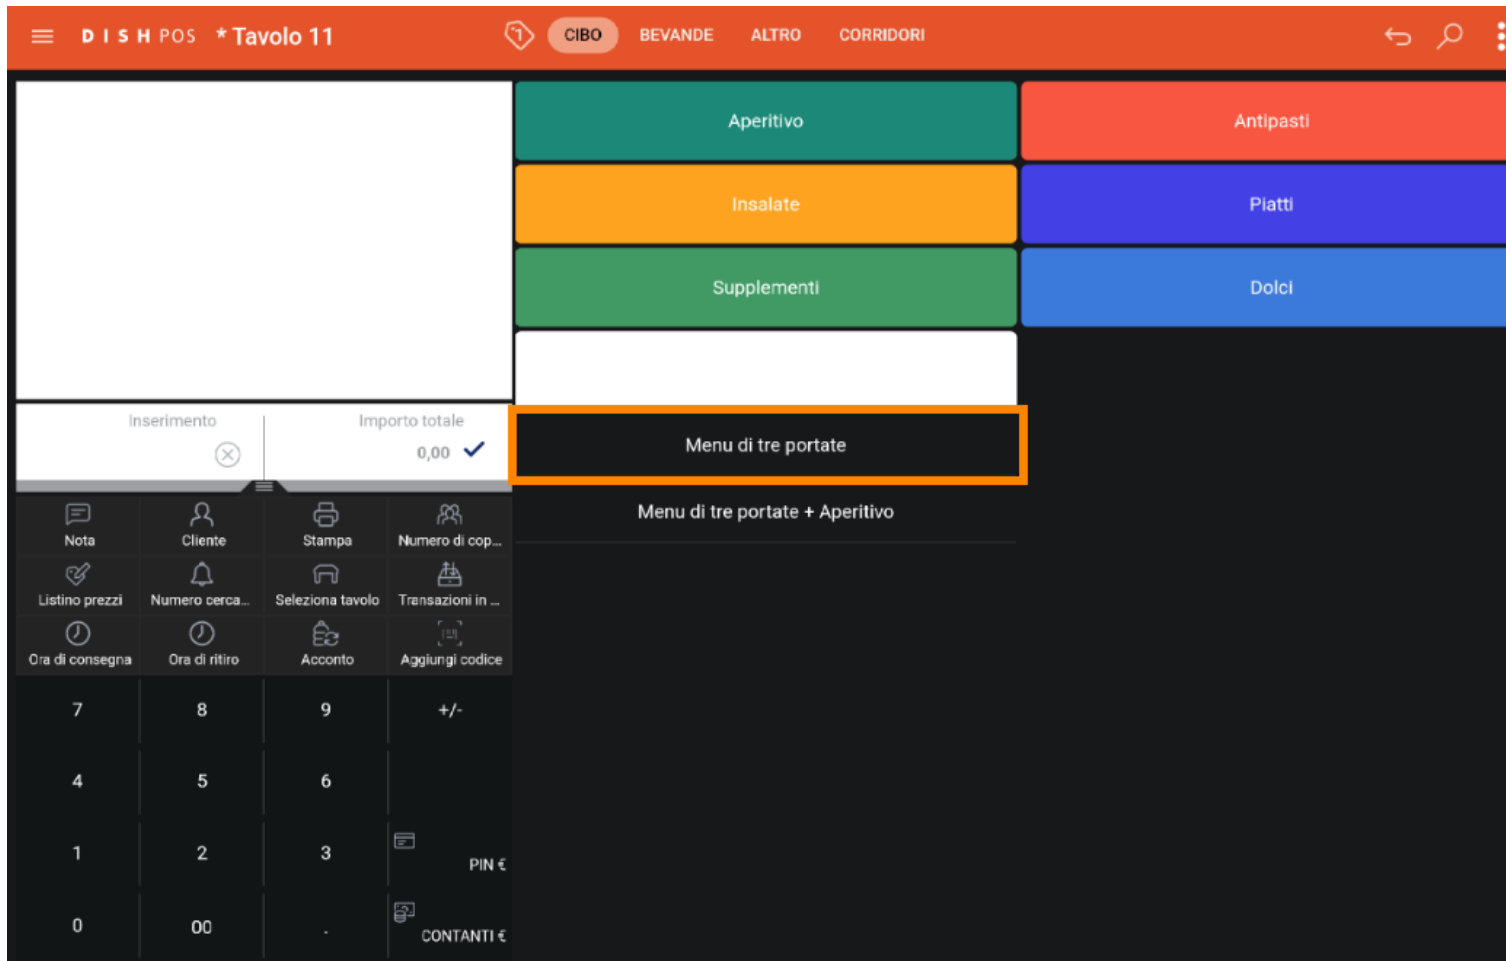 DISH POS * Tavolo 11 CIBO BEVANDE ALTRO CORRIDORI
Aperitivo Antipasti
Insalate Piatti
Supplementi Dolci
Inserimento Importo totale
0,00
Menu di tre portate
Menu di tre portate + Aperitivo
Nota Cliente Stampa Numero di cop...
Listino prezzi Numero cerca... Seleziona tavolo Transazioni in ...
Ora di consegna Ora di ritiro Acconto Aggiungi codice
7 8 9 +/-
4 5 6
1 2 3 PIN €
0 00 . CONTANTI €